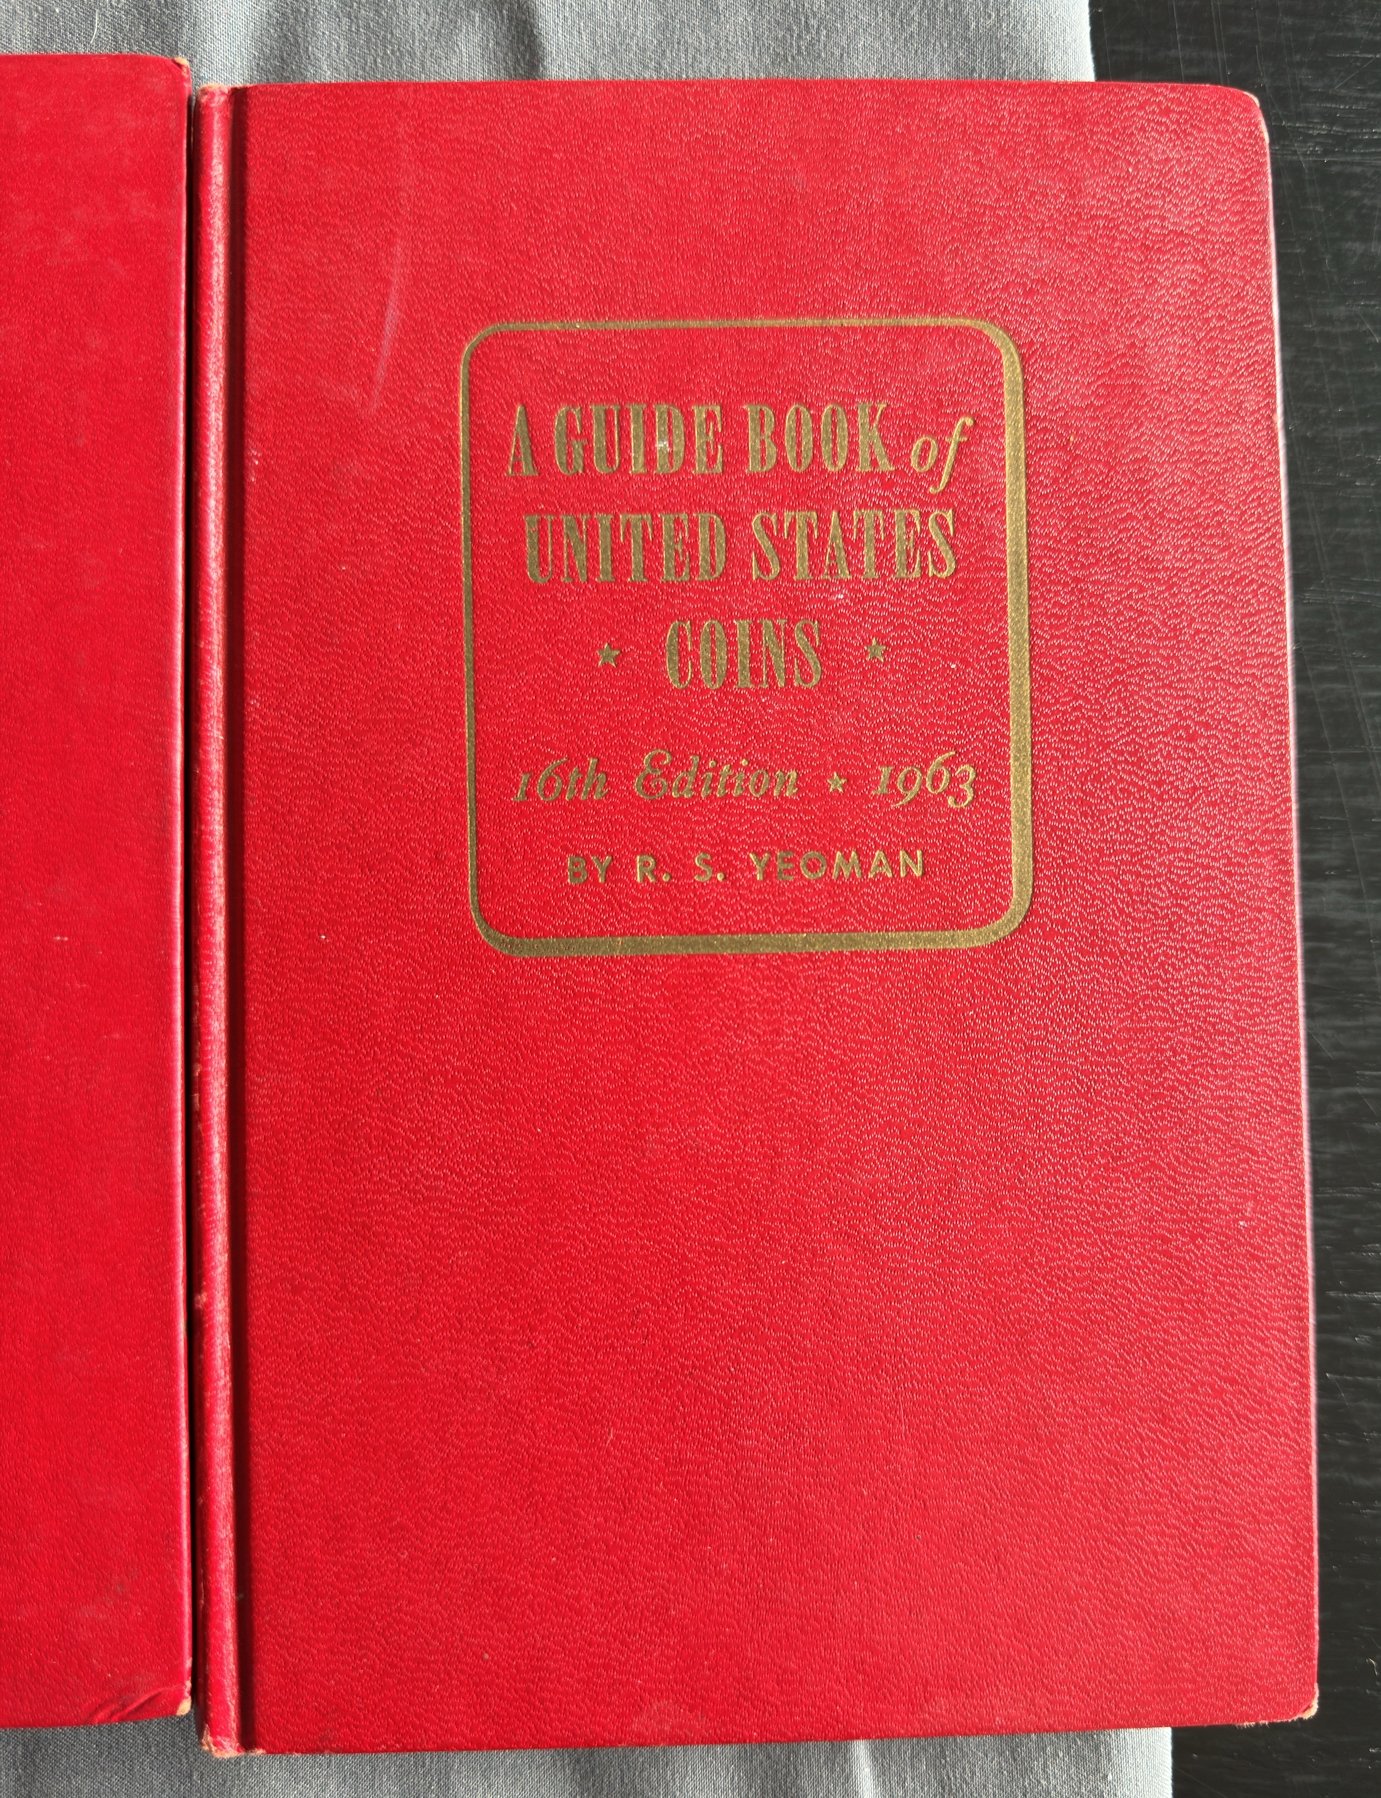 A GUIDE BOOK of
UNITED STATES
★ COINS ★
16th Edition ★ 1963
BY R. S. YEOMAN